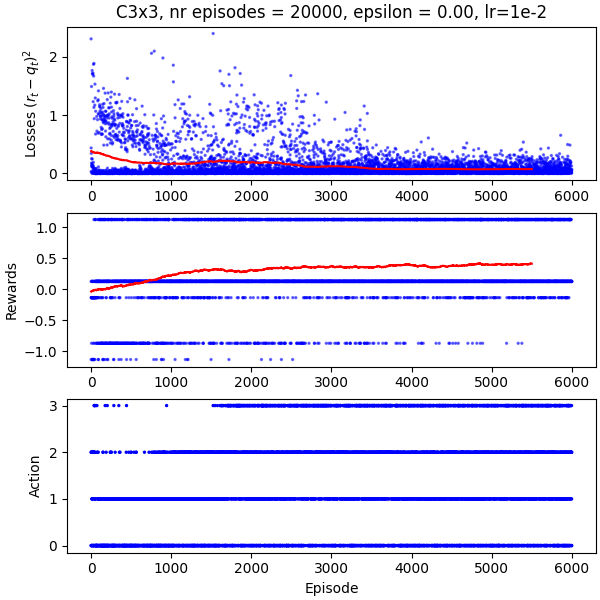 C3x3, nr episodes = 20000, epsilon = 0.00, lr=1e-2
Losses (r_t − q_t)^2
2
1
0
0 1000 2000 3000 4000 5000 6000
Rewards
1.0
0.5
0.0
−0.5
−1.0
0 1000 2000 3000 4000 5000 6000
Action
3
2
1
0
0 1000 2000 3000 4000 5000 6000
Episode